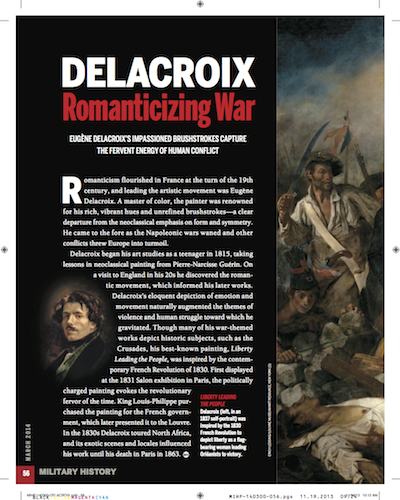 DELACROIX
Romanticizing War
EUGÈNE DELACROIX'S IMPASSIONED BRUSHSTROKES CAPTURE
THE FERVENT ENERGY OF HUMAN CONFLICT
Romanticism flourished in France at the turn of the 19th
century, and leading the artistic movement was Eugène
Delacroix. A master of color, the painter was renowned
for his rich, vibrant hues and unrefined brushstrokes—a clear
departure from the neoclassical emphasis on form and symmetry.
He came to the fore as the Napoleonic wars waned and other
conflicts threw Europe into turmoil.
Delacroix began his art studies as a teenager in 1815, taking
lessons in neoclassical painting from Pierre-Narcisse Guérin. On
a visit to England in his 20s he discovered the roman-
tic movement, which informed his later works.
Delacroix's eloquent depiction of emotion and
movement naturally augmented the themes of
violence and human struggle toward which he
gravitated. Though many of his war-themed
works depict historic subjects, such as the
Crusades, his best-known painting, Liberty
Leading the People, was inspired by the contem-
porary French Revolution of 1830. First displayed
at the 1831 Salon exhibition in Paris, the politically
charged painting evokes the revolutionary
fervor of the time. King Louis-Philippe pur-
chased the painting for the French govern-
ment, which later presented it to the Louvre.
In the 1830s Delacroix toured North Africa,
and its exotic scenes and locales influenced
his work until his death in Paris in 1863.
LIBERTY LEADING
THE PEOPLE
Delacroix (left, in an
1837 self-portrait) was
inspired by the 1830
French Revolution to
depict liberty as a flag-
bearing woman leading
Orléanists to victory.
MARCH 2014
56
MILITARY HISTORY
BLACK YELLOW MAGENTA CYAN
MIHP-140300-056.pgs 11.19.2013